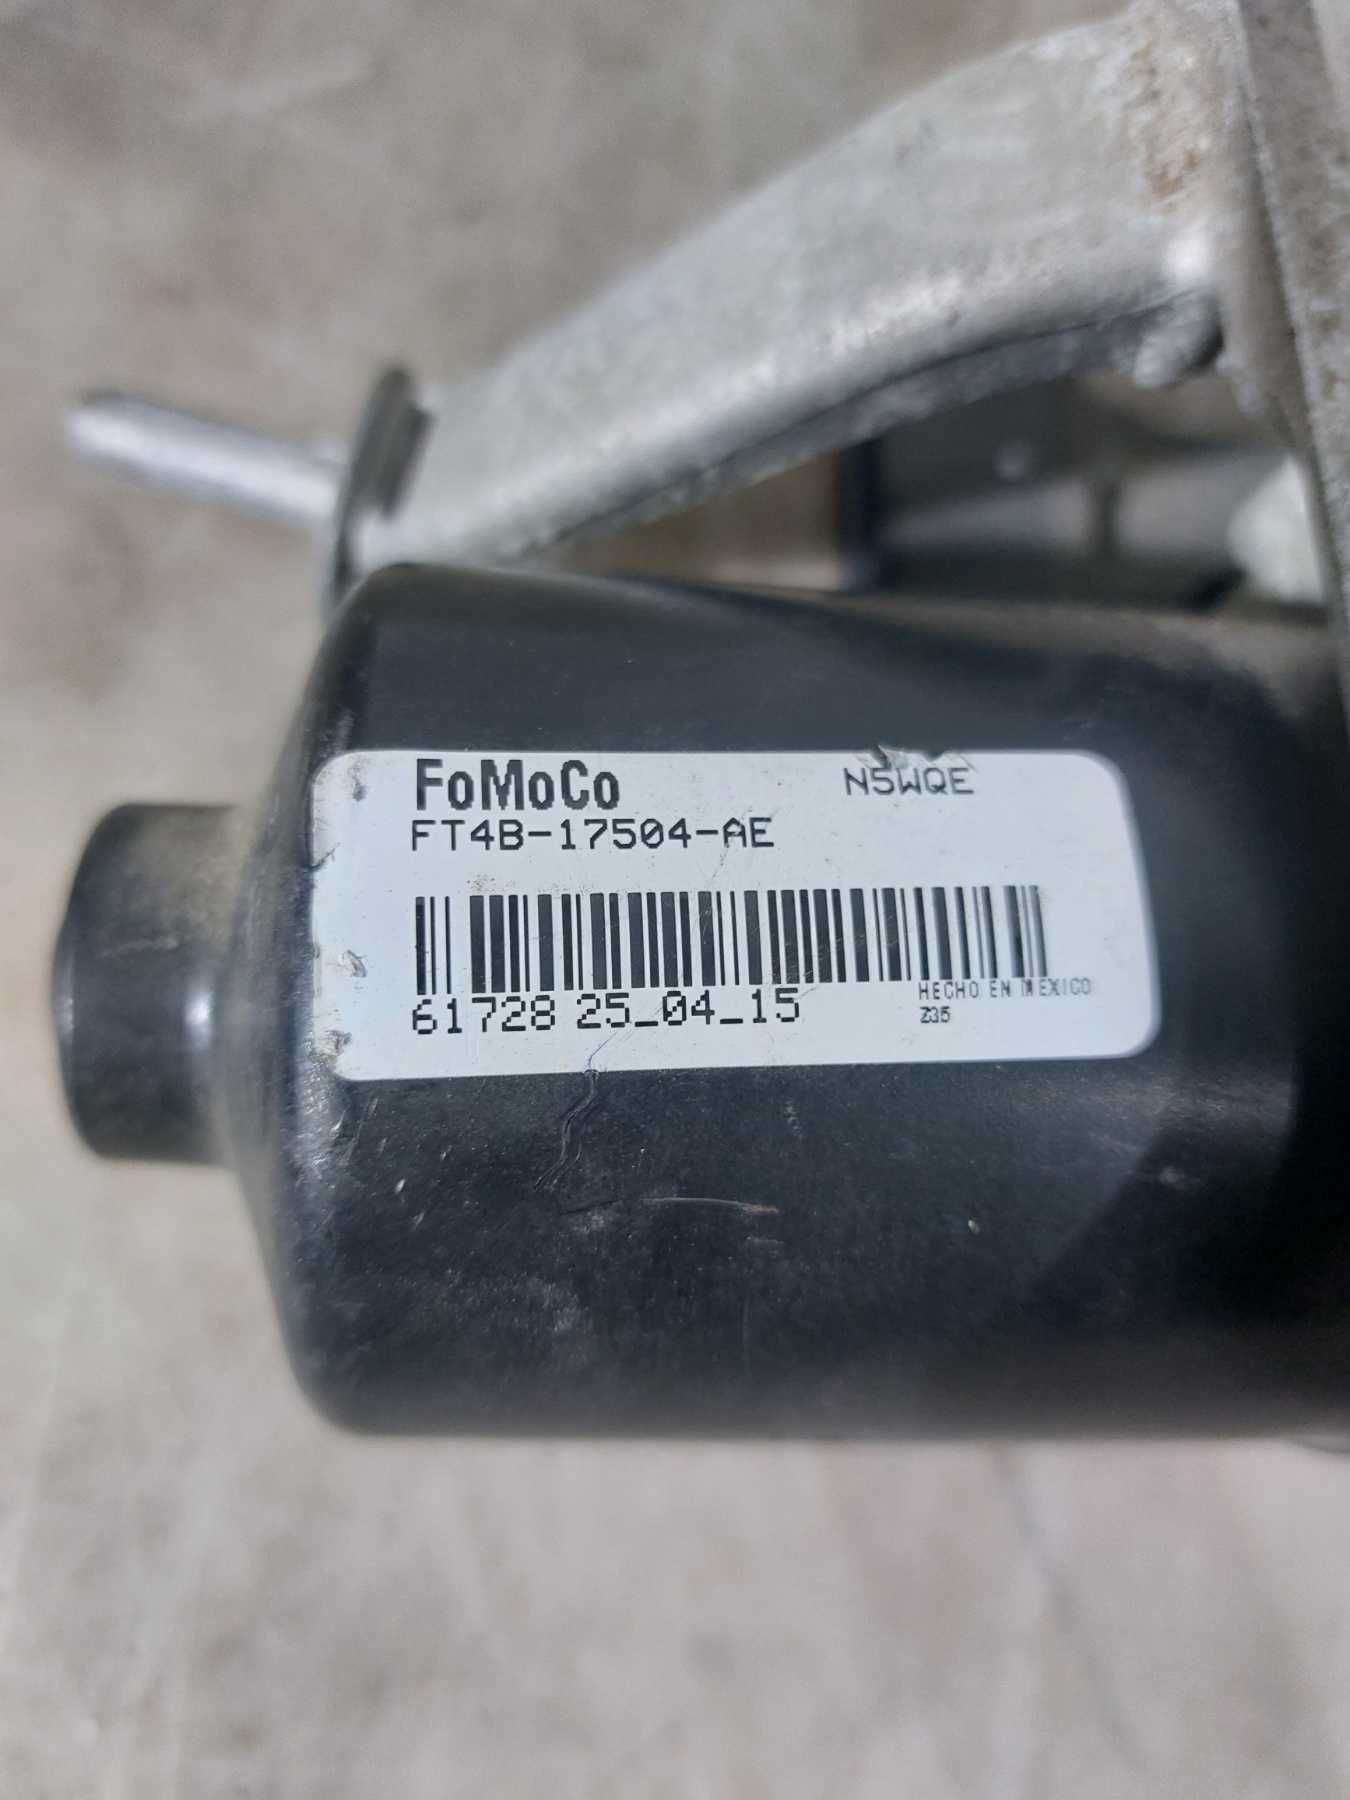 FoMoCo N5WQE
FT4B-17504-AE
61728 25_04_15
HECHO EN MEXICO
Z35